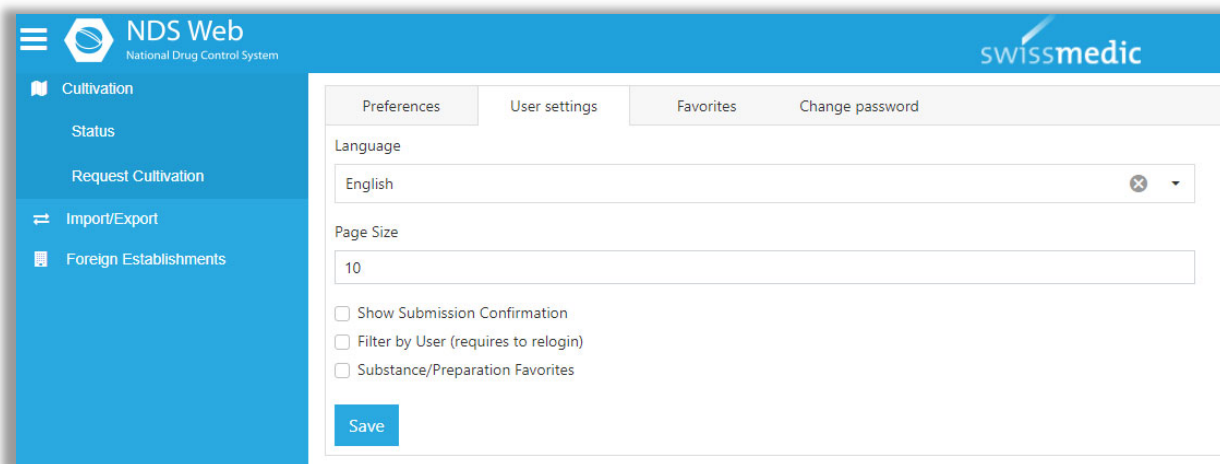 NDS Web
National Drug Control System
swissmedic
Cultivation
Status
Request Cultivation
Import/Export
Foreign Establishments
Preferences User settings Favorites Change password
Language
English
Page Size
10
Show Submission Confirmation
Filter by User (requires to relogin)
Substance/Preparation Favorites
Save